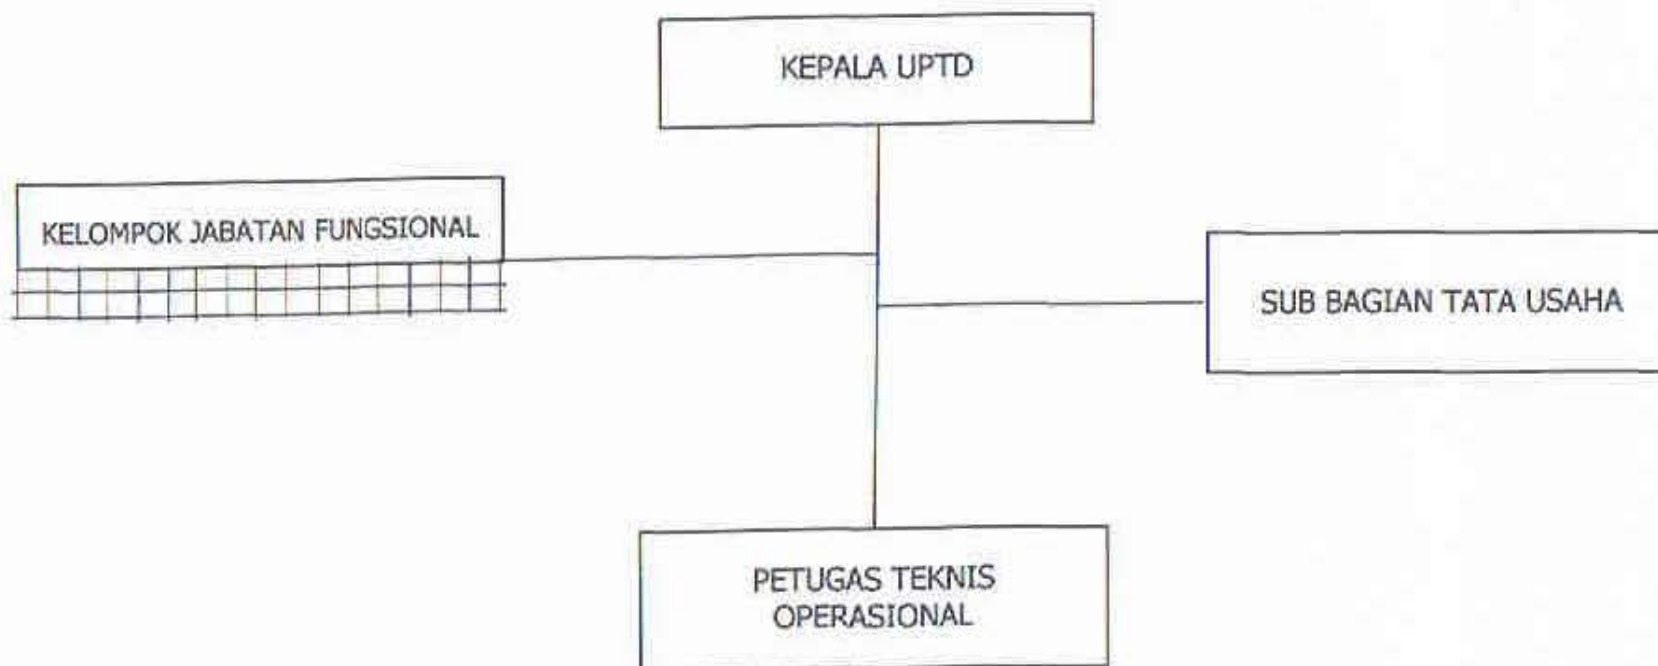 KEPALA UPTD
KELOMPOK JABATAN FUNGSIONAL
SUB BAGIAN TATA USAHA
PETUGAS TEKNIS
OPERASIONAL